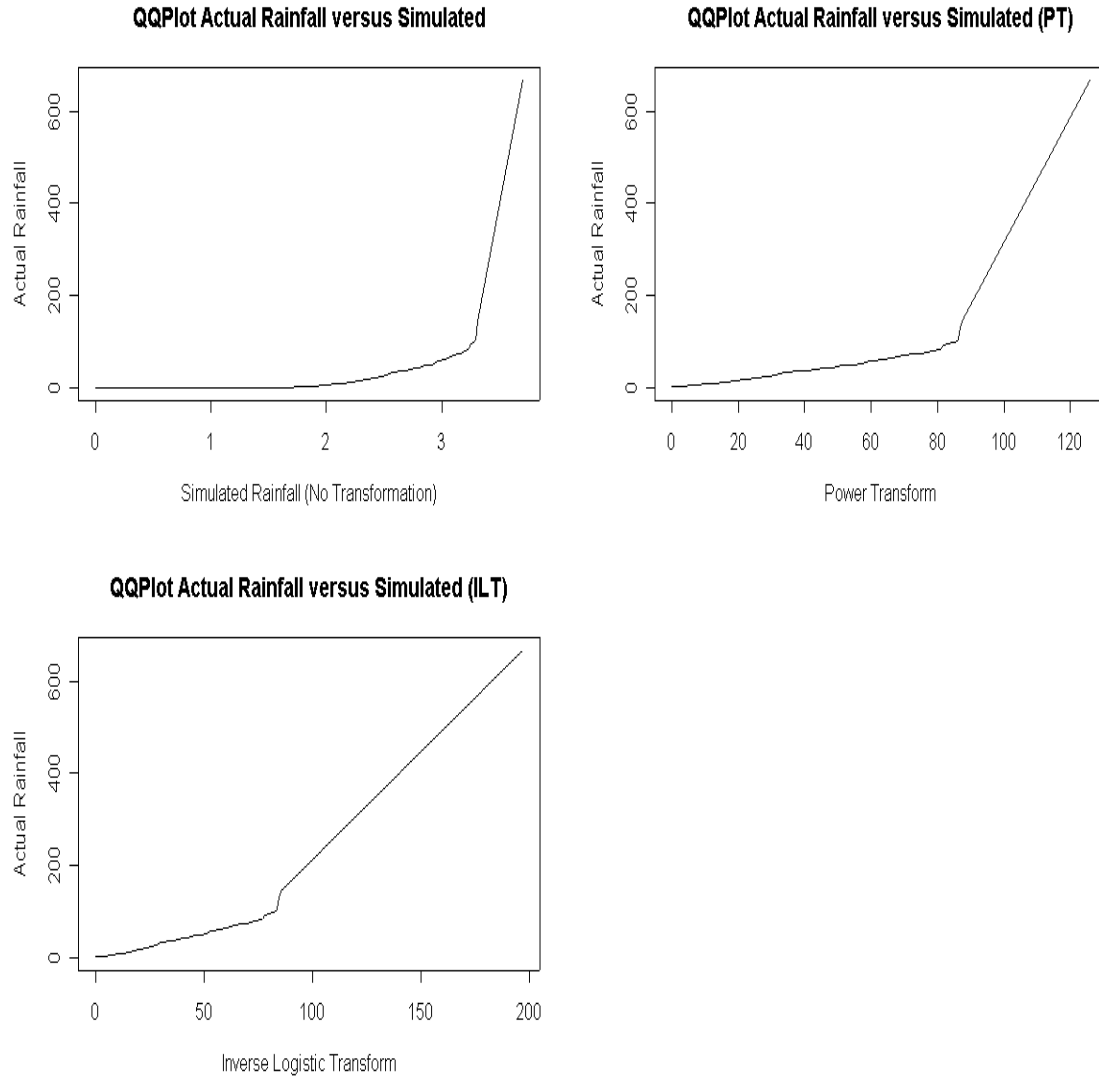 QQPlot Actual Rainfall versus Simulated
Actual Rainfall
0 200 400 600
0 1 2 3
Simulated Rainfall (No Transformation)
QQPlot Actual Rainfall versus Simulated (PT)
Actual Rainfall
0 200 400 600
0 20 40 60 80 100 120
Power Transform
QQPlot Actual Rainfall versus Simulated (ILT)
Actual Rainfall
0 200 400 600
0 50 100 150 200
Inverse Logistic Transform